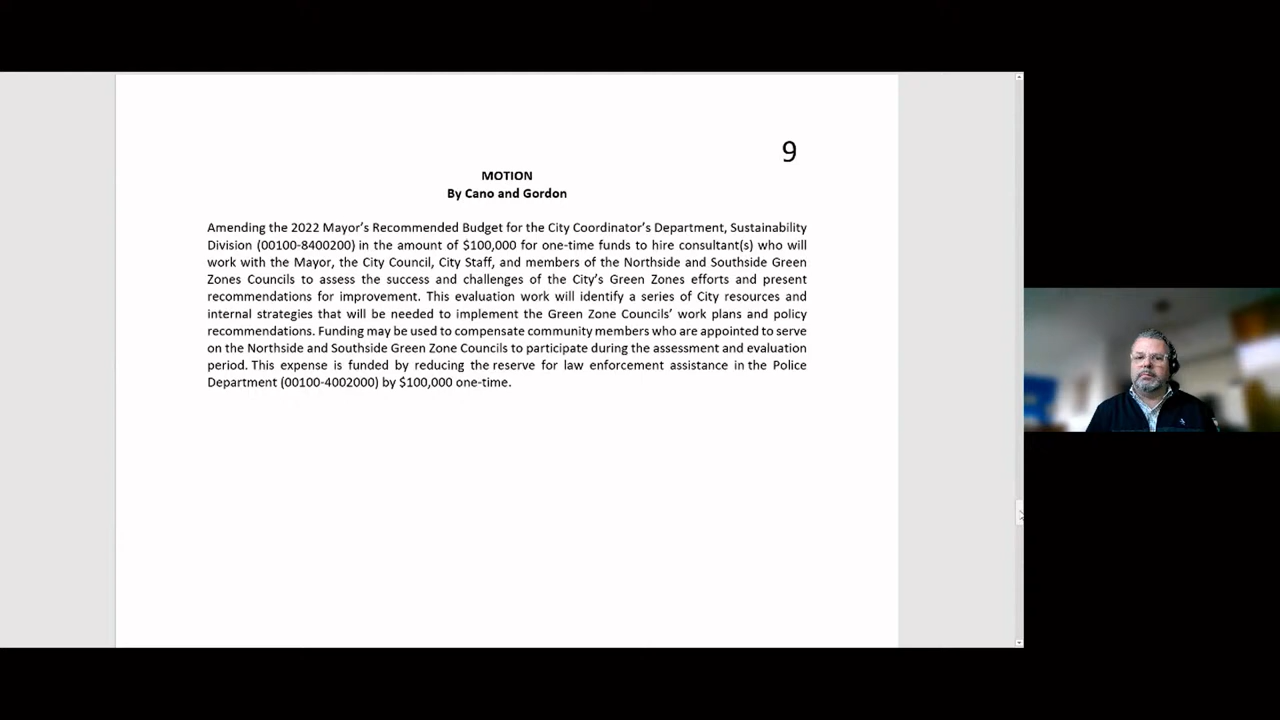 9
MOTION
By Cano and Gordon
Amending the 2022 Mayor's Recommended Budget for the City Coordinator's Department, Sustainability
Division (00100-8400200) in the amount of $100,000 for one-time funds to hire consultant(s) who will
work with the Mayor, the City Council, City Staff, and members of the Northside and Southside Green
Zones Councils to assess the success and challenges of the City's Green Zones efforts and present
recommendations for improvement. This evaluation work will identify a series of City resources and
internal strategies that will be needed to implement the Green Zone Councils' work plans and policy
recommendations. Funding may be used to compensate community members who are appointed to serve
on the Northside and Southside Green Zone Councils to participate during the assessment and evaluation
period. This expense is funded by reducing the reserve for law enforcement assistance in the Police
Department (00100-4002000) by $100,000 one-time.